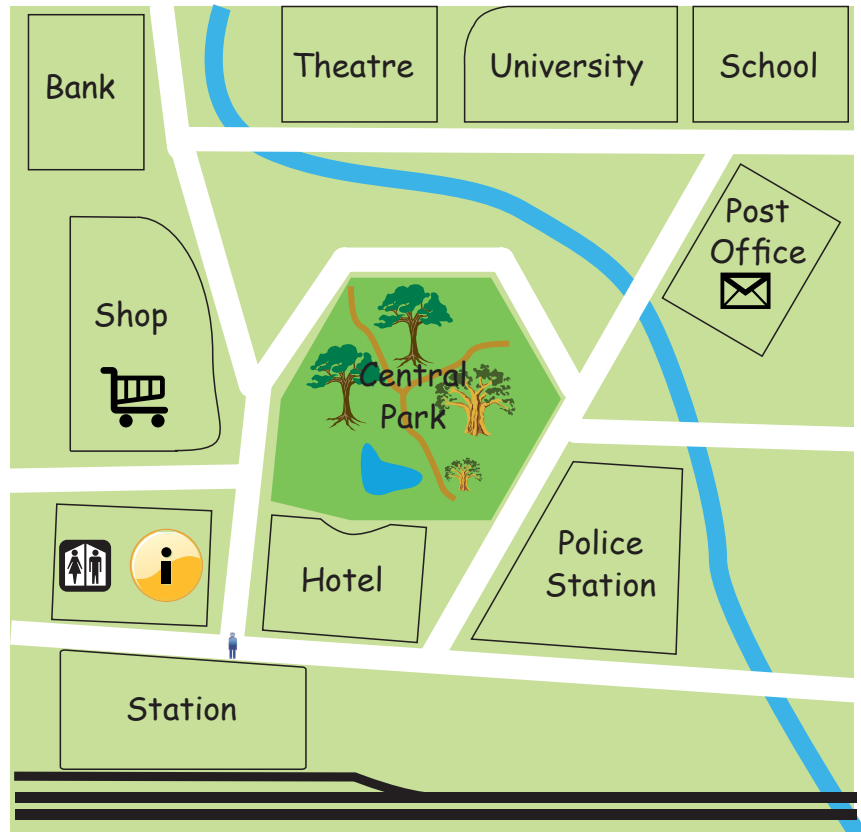 Bank
Theatre
University
School
Post
Office
Shop
Central
Park
i
Hotel
Police
Station
Station